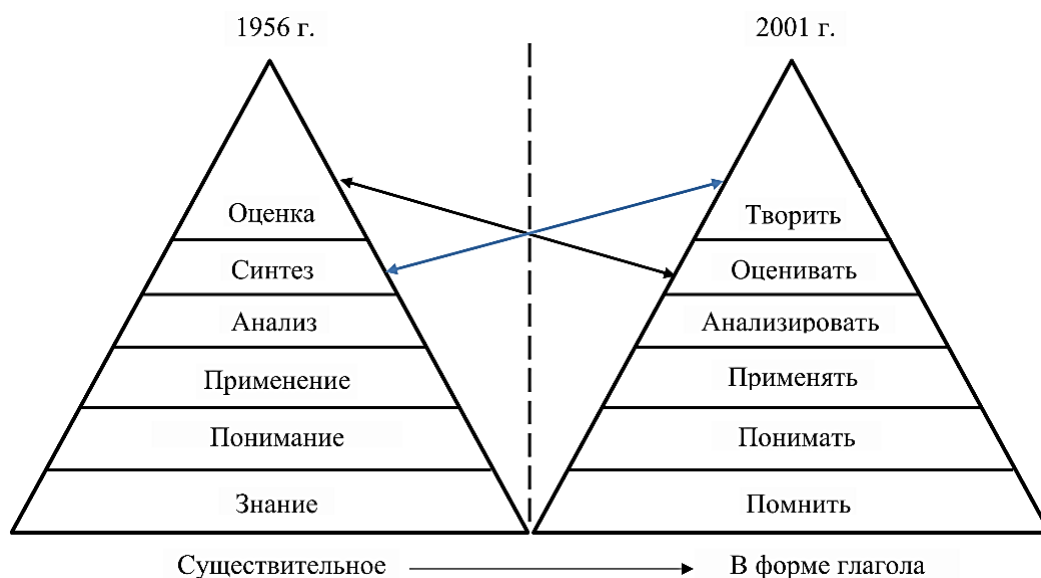 1956 г.
2001 г.
Оценка
Синтез
Анализ
Применение
Понимание
Знание
Творить
Оценивать
Анализировать
Применять
Понимать
Помнить
Существительное
В форме глагола